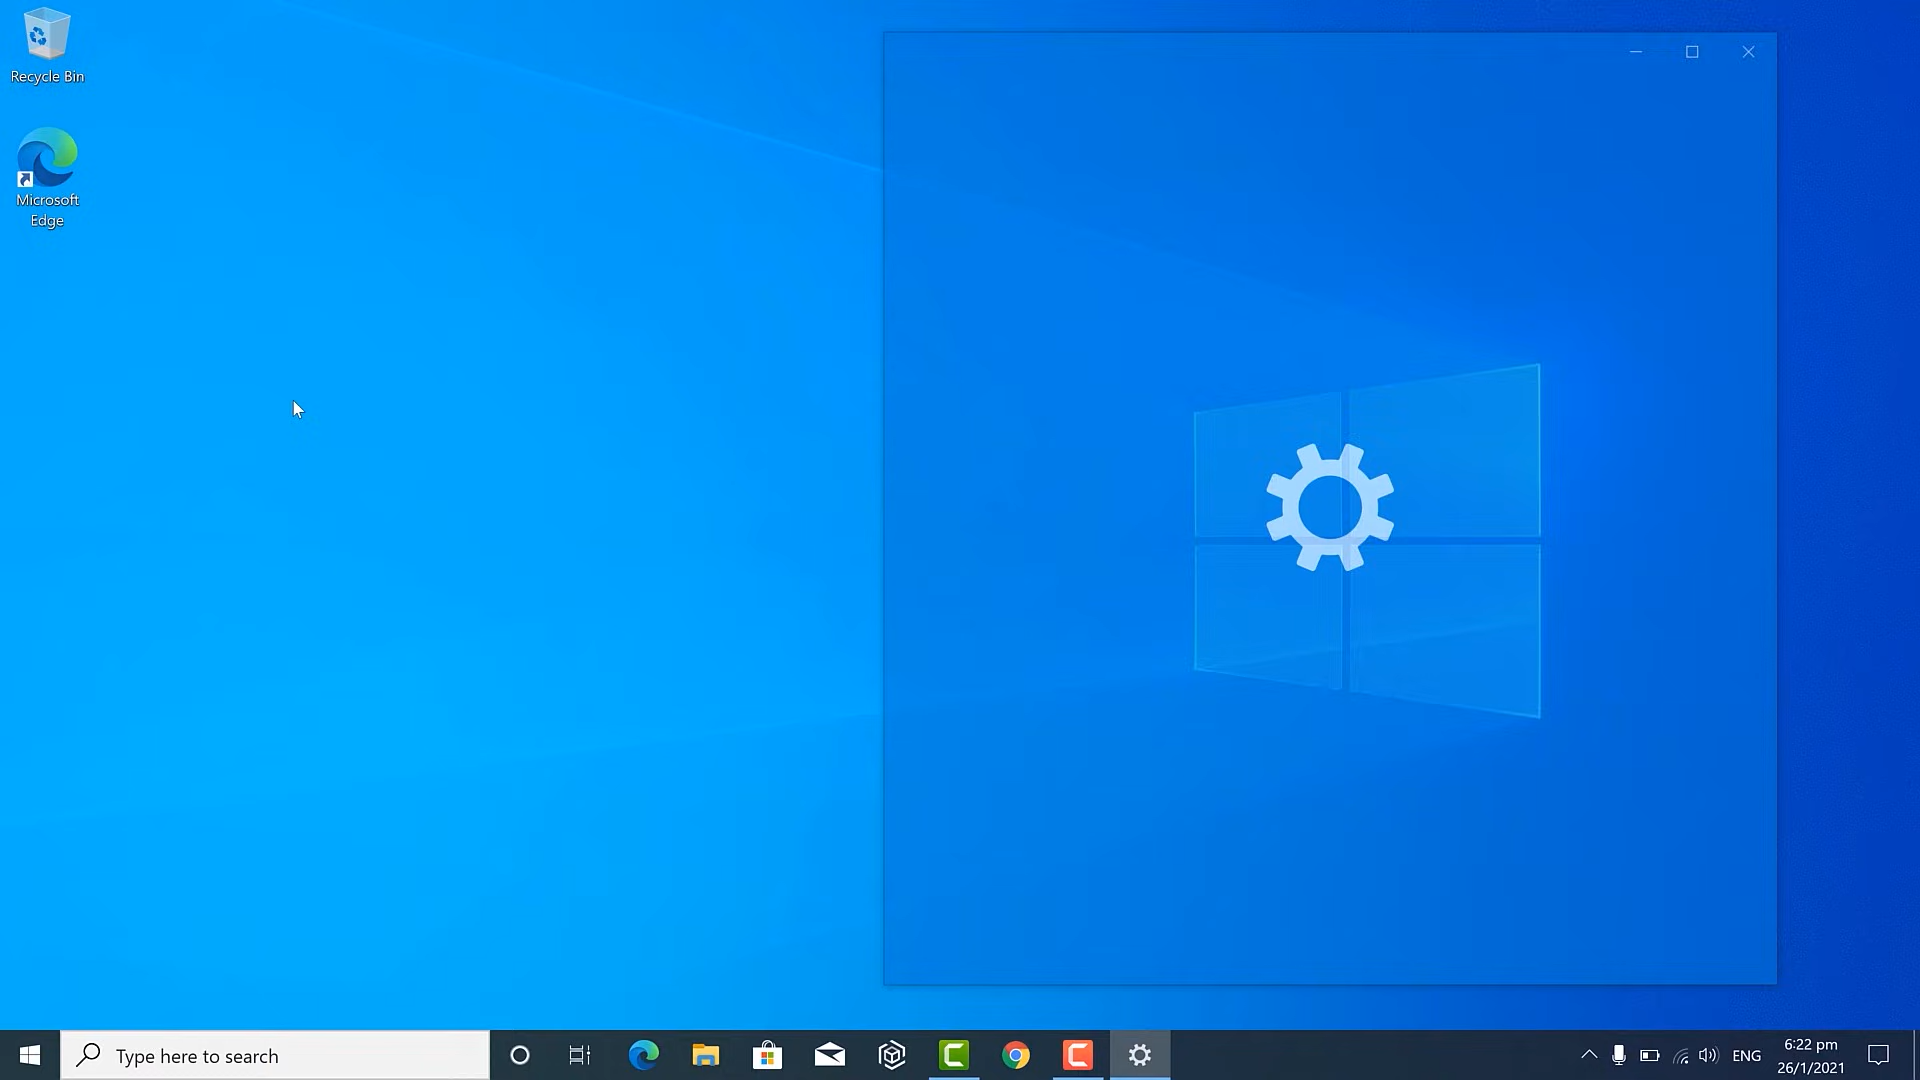 Recycle Bin
Microsoft
Edge
Type here to search
ENG
6:22 pm
26/1/2021